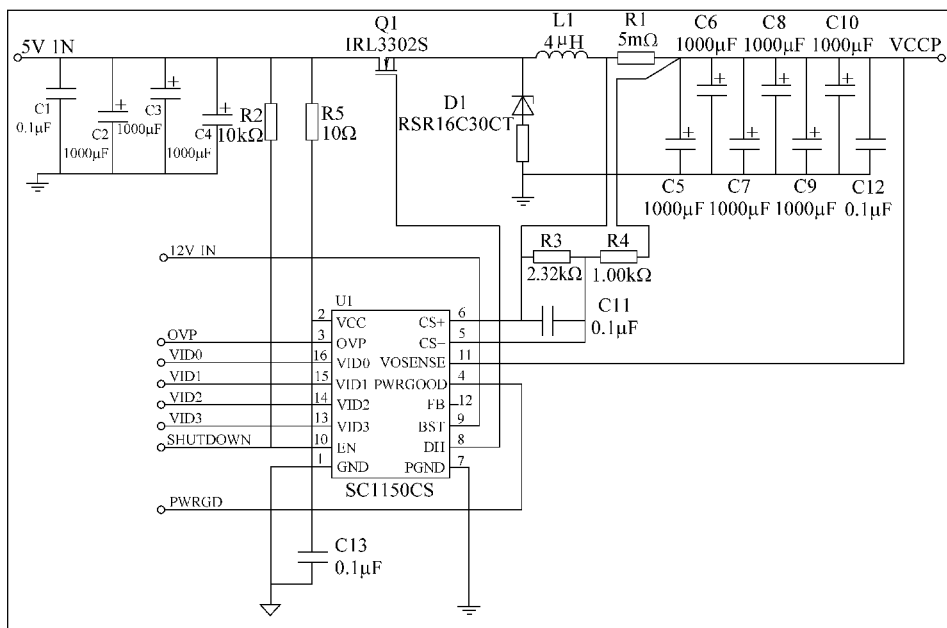 Q1
IRL3302S
L1
4μH
R1
5mΩ
C6
1000μF
C8
1000μF
C10
1000μF
5V 1N
VCCP
C1
0.1μF
C2
1000μF
C3
1000μF
C4
1000μF
R2
10kΩ
R5
10Ω
D1
RSR16C30CT
C5
1000μF
C7
1000μF
C9
1000μF
C12
0.1μF
12V IN
R3
2.32kΩ
R4
1.00kΩ
C11
0.1μF
U1
2 VCC CS+ 6
OVP 3 OVP CS− 5
VID0 16 VID0 VOSENSE 11
VID1 15 VID1 PWRGOOD 4
VID2 14 VID2 FB 12
VID3 13 VID3 BST 9
SHUTDOWN 10 EN DH 8
1 GND PGND 7
SC1150CS
PWRGD
C13
0.1μF
+
+
+
+
+
+
+
+
+